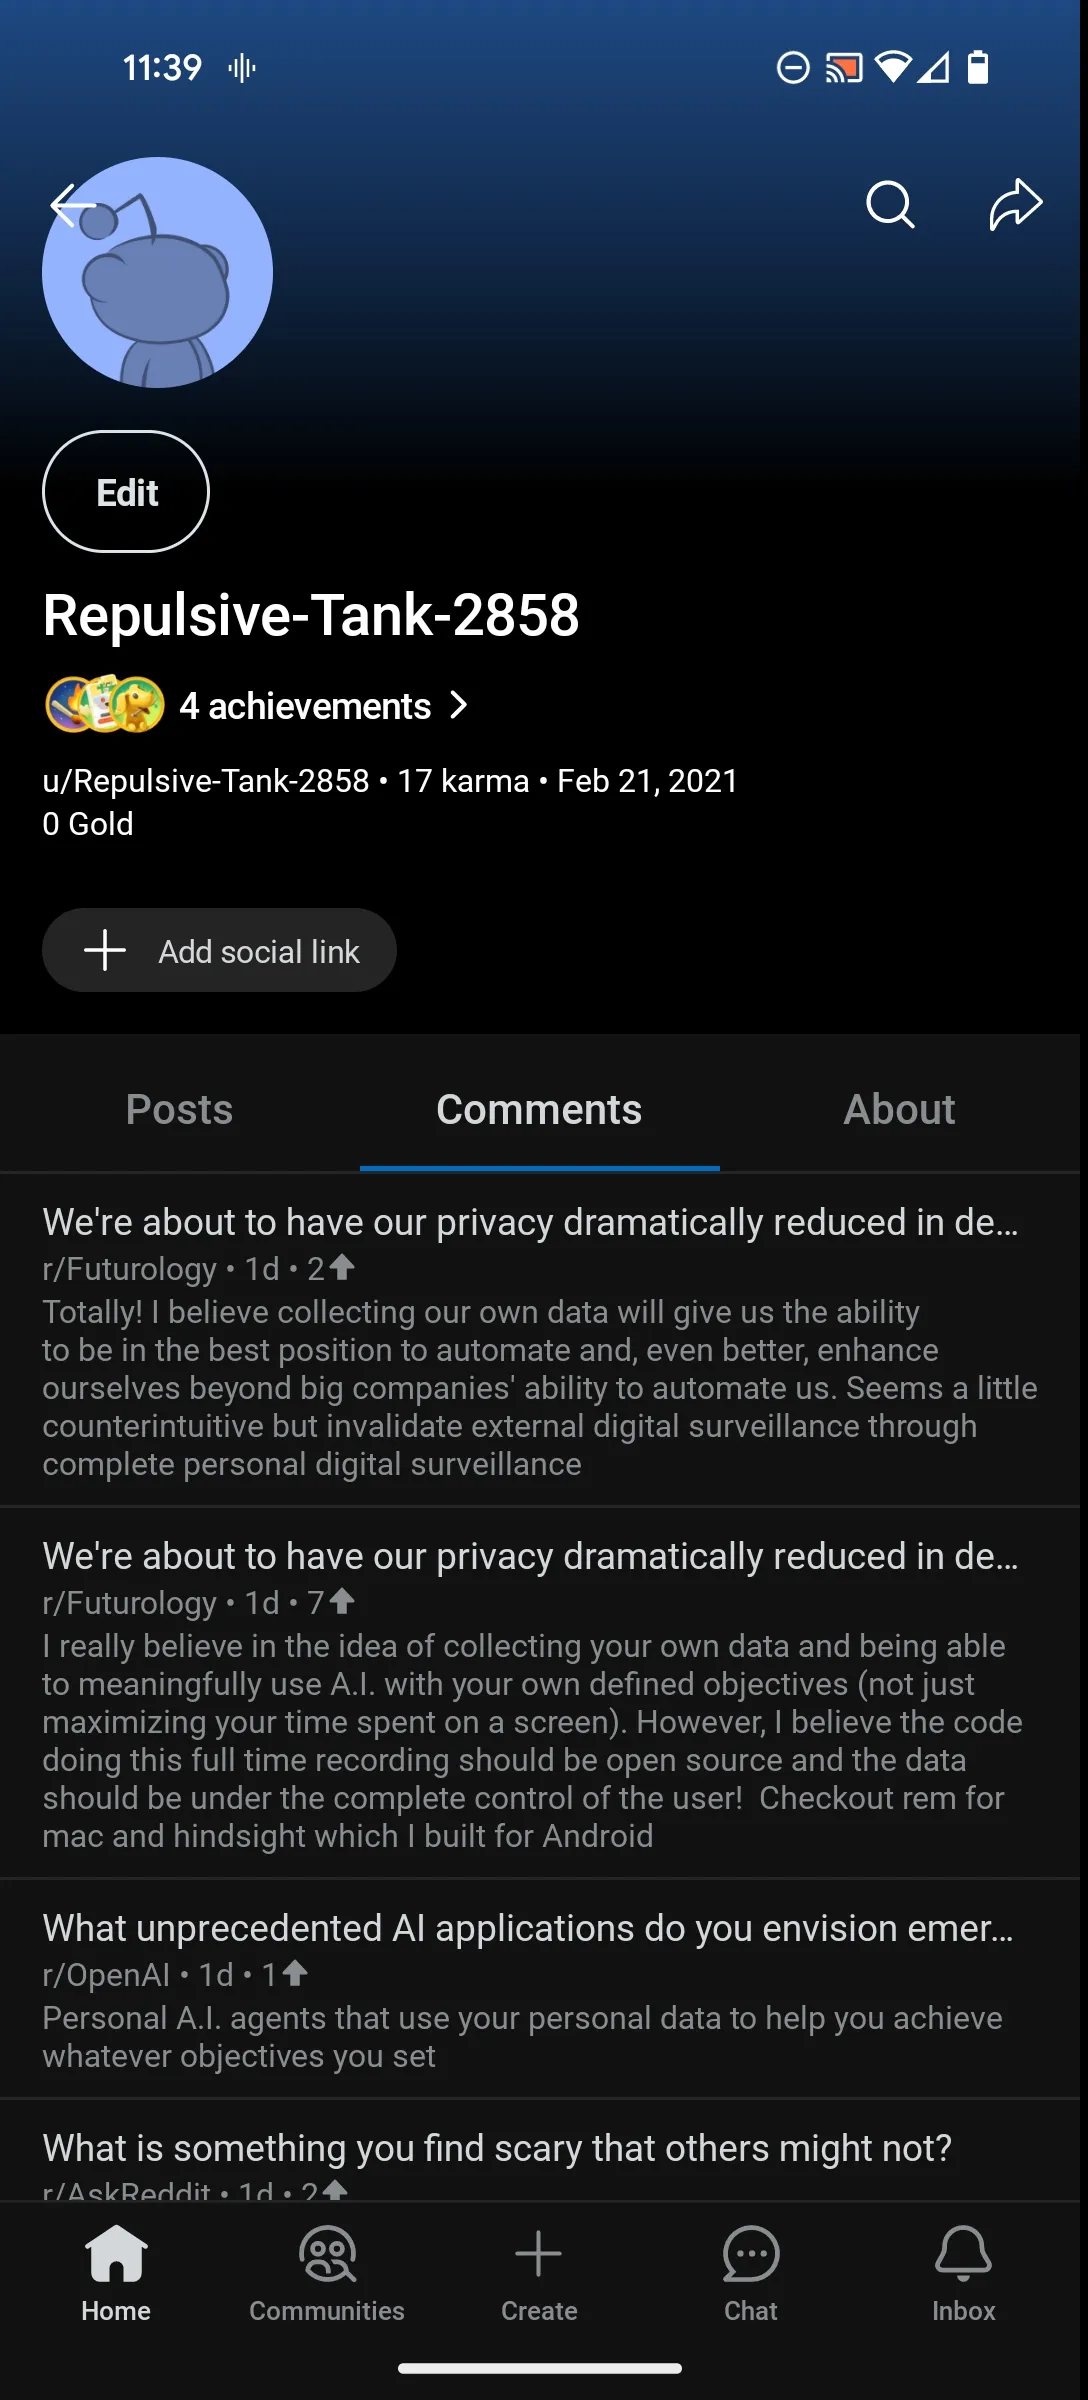 11:39
Edit
Repulsive-Tank-2858
4 achievements
u/Repulsive-Tank-2858 • 17 karma • Feb 21, 2021
0 Gold
Add social link
Posts Comments About
We're about to have our privacy dramatically reduced in de...
r/Futurology • 1d • 2
Totally! I believe collecting our own data will give us the ability
to be in the best position to automate and, even better, enhance
ourselves beyond big companies' ability to automate us. Seems a little
counterintuitive but invalidate external digital surveillance through
complete personal digital surveillance
We're about to have our privacy dramatically reduced in de...
r/Futurology • 1d • 7
I really believe in the idea of collecting your own data and being able
to meaningfully use A.I. with your own defined objectives (not just
maximizing your time spent on a screen). However, I believe the code
doing this full time recording should be open source and the data
should be under the complete control of the user!  Checkout rem for
mac and hindsight which I built for Android
What unprecedented AI applications do you envision emer...
r/OpenAI • 1d • 1
Personal A.I. agents that use your personal data to help you achieve
whatever objectives you set
What is something you find scary that others might not?
r/AskReddit • 1d • 2
Home Communities Create Chat Inbox